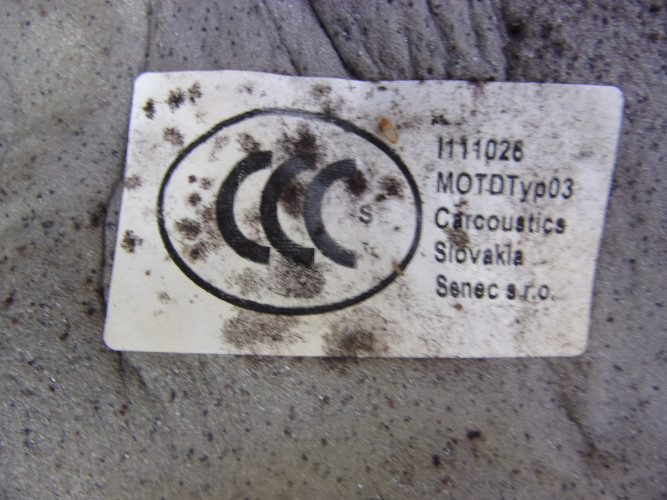 CCC
S
I111026
MOTDTyp03
Carcoustics
Slovakia
Senec s.r.o.